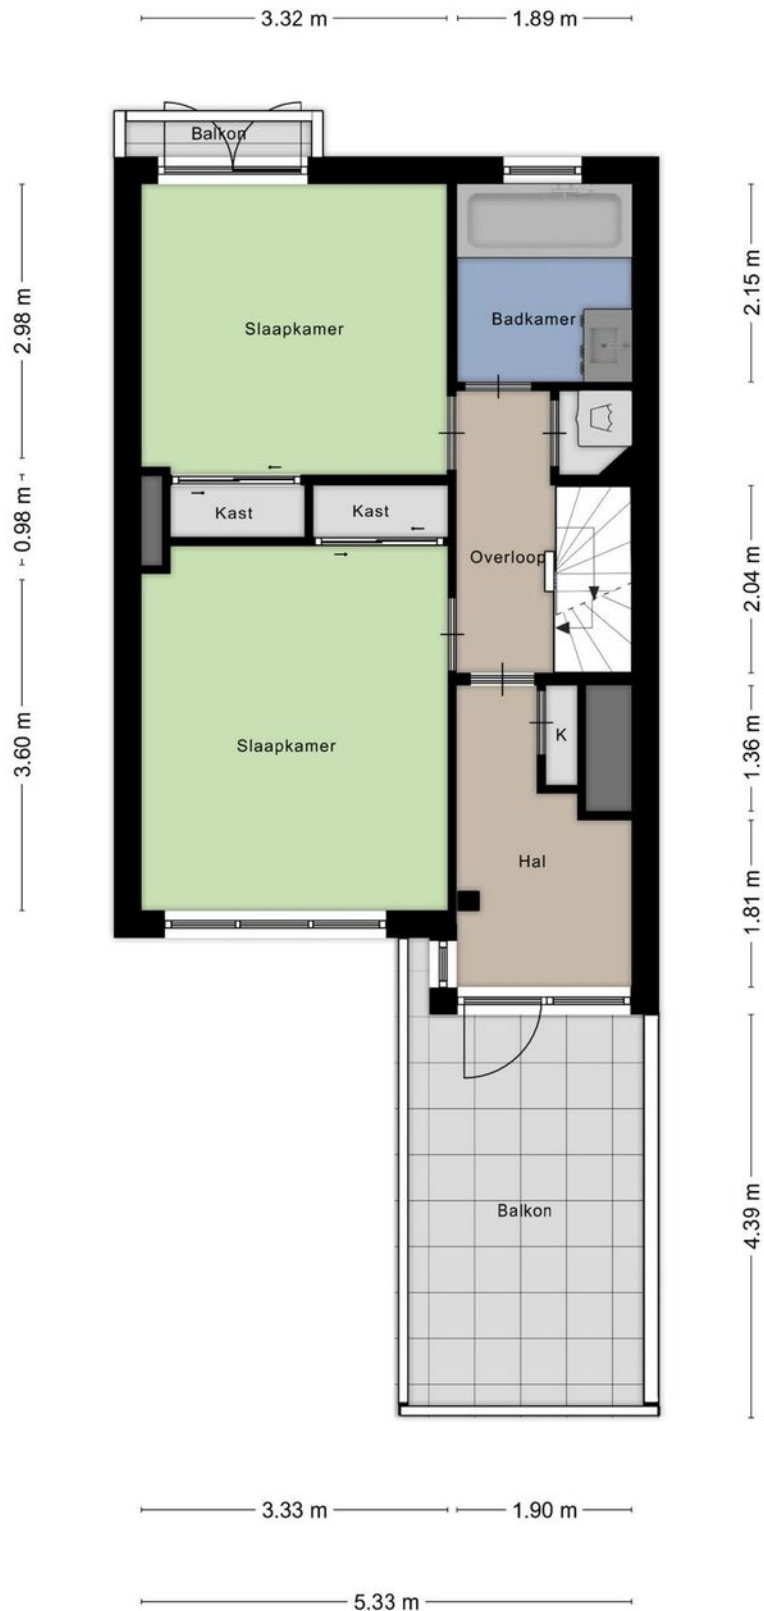 3.32 m
1.89 m
Balkon
2.98 m
2.15 m
Slaapkamer
Badkamer
0.98 m
Kast
Kast
Overloop
2.04 m
3.60 m
Slaapkamer
K
1.36 m
Hal
1.81 m
Balkon
4.39 m
3.33 m
1.90 m
5.33 m